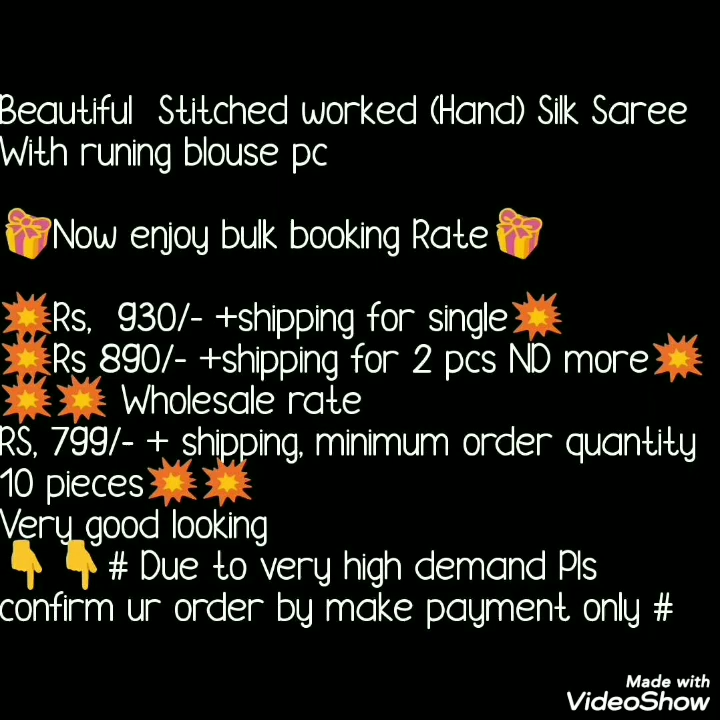 Beautiful Stitched worked (Hand) Silk Saree
With runing blouse pc
🎁Now enjoy bulk booking Rate🎁
💥Rs, 930/- +shipping for single💥
💥Rs 890/- +shipping for 2 pcs ND more💥
💥💥 Wholesale rate
RS, 799/- + shipping, minimum order quantity
10 pieces💥💥
Very good looking
👇👇# Due to very high demand Pls
confirm ur order by make payment only #
Made with
VideoShow